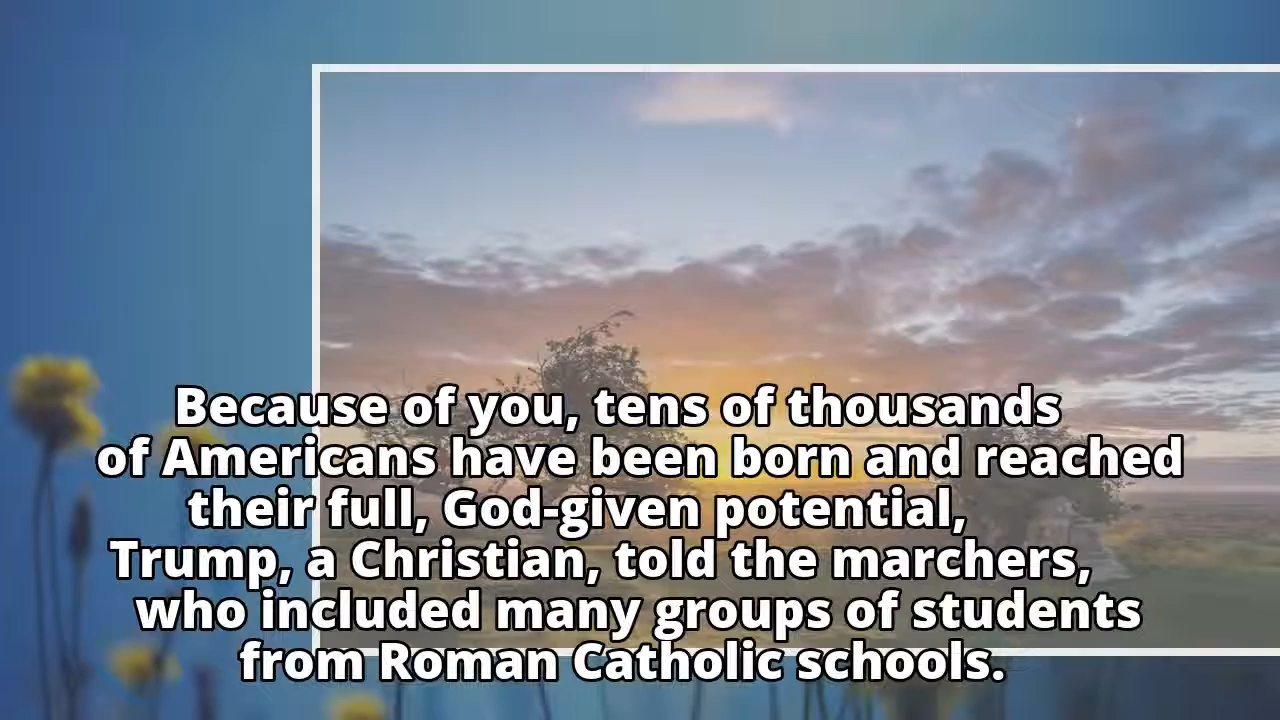 Because of you, tens of thousands
of Americans have been born and reached
their full, God-given potential,
Trump, a Christian, told the marchers,
who included many groups of students
from Roman Catholic schools.